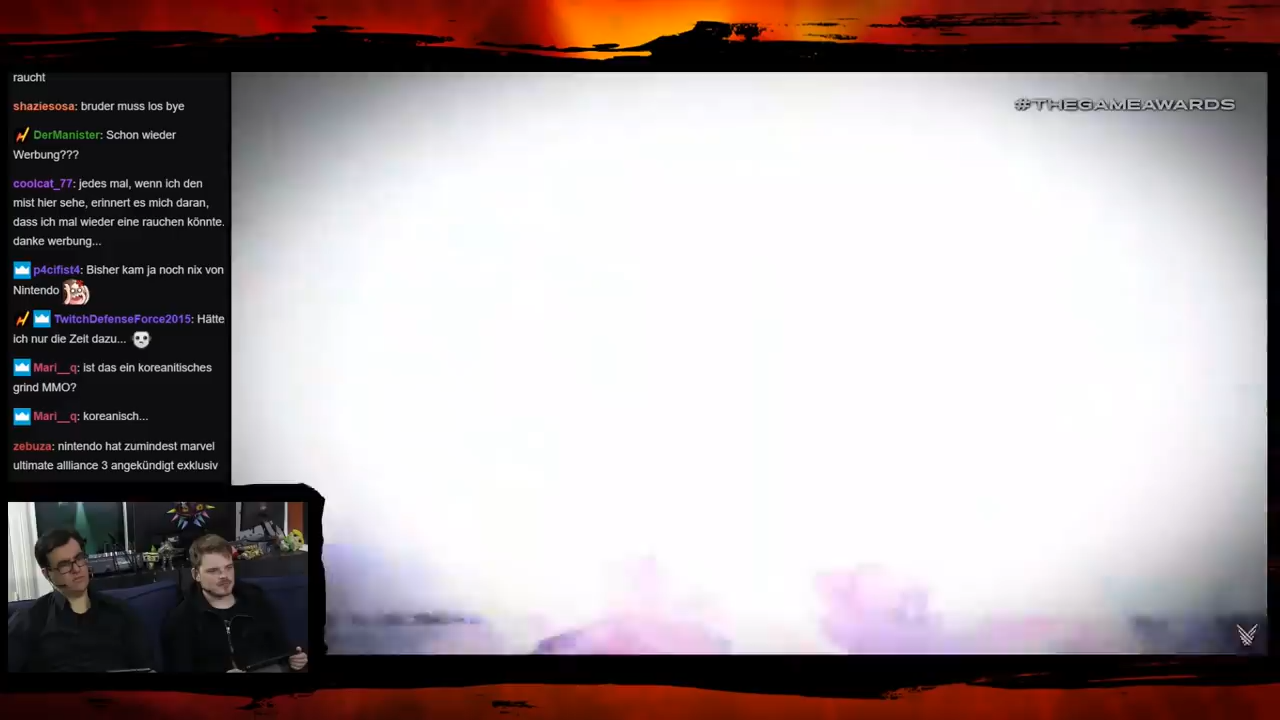 raucht
shaziesosa: bruder muss los bye
DerManister: Schon wieder
Werbung???
coolcat_77: jedes mal, wenn ich den
mist hier sehe, erinnert es mich daran,
dass ich mal wieder eine rauchen könnte.
danke werbung...
p4cifist4: Bisher kam ja noch nix von
Nintendo
TwitchDefenseForce2015: Hätte
ich nur die Zeit dazu...
Mari__q: ist das ein koreanitisches
grind MMO?
Mari__q: koreanisch...
zebuza: nintendo hat zumindest marvel
ultimate allliance 3 angekündigt exklusiv
#THEGAMEAWARDS